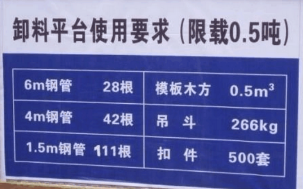 卸料平台使用要求（限载0.5吨）
6m钢管 28根 模板木方 0.5m³
4m钢管 42根 吊斗 266kg
1.5m钢管 111根 扣件 500套